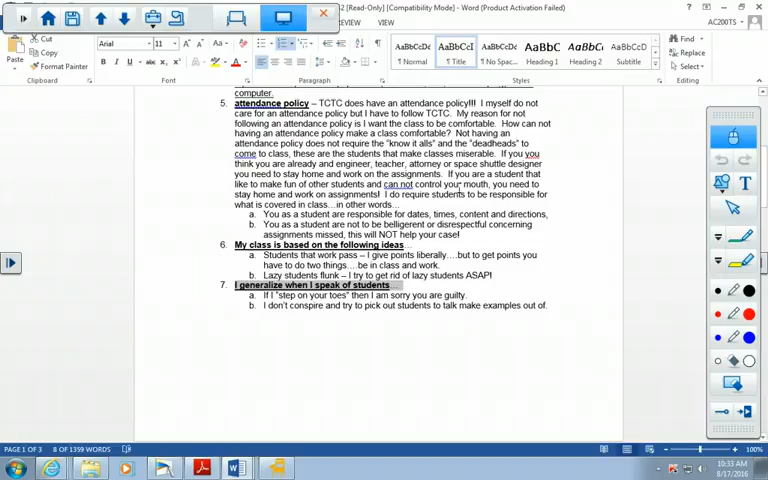 2 [Read-Only] [Compatibility Mode] - Word (Product Activation Failed)
REVIEW VIEW
AC200TS
Cut
Copy
Format Painter
Paste
Clipboard
Arial 11
Font
Paragraph
AaBbCcDd AaBbCcI AaBbCcDd AaBbC AaBbC AaBbCcD
¶ Normal ¶ Title ¶ No Spac... Heading 1 Heading 2 Subtitle
Styles
Find
Replace
Select
Editing
computer.
5. attendance policy – TCTC does have an attendance policy!!! I myself do not
care for an attendance policy but I have to follow TCTC. My reason for not
following an attendance policy is I want the class to be comfortable. How can not
having an attendance policy make a class comfortable? Not having an
attendance policy does not require the "know it alls" and the "deadheads" to
come to class, these are the students that make classes miserable. If you you
think you are already and engineer, teacher, attorney or space shuttle designer
you need to stay home and work on the assignments. If you are a student that
like to make fun of other students and can not control your mouth, you need to
stay home and work on assignments! I do require students to be responsible for
what is covered in class…in other words…
a. You as a student are responsible for dates, times, content and directions,
b. You as a student are not to be belligerent or disrespectful concerning
assignments missed, this will NOT help your case!
6. My class is based on the following ideas…
a. Students that work pass – I give points liberally….but to get points you
have to do two things….be in class and work.
b. Lazy students flunk – I try to get rid of lazy students ASAP!
7. I generalize when I speak of students…
a. If I "step on your toes" then I am sorry you are guilty.
b. I don't conspire and try to pick out students to talk make examples out of.
PAGE 1 OF 3 8 OF 1359 WORDS
100%
10:33 AM
8/17/2016